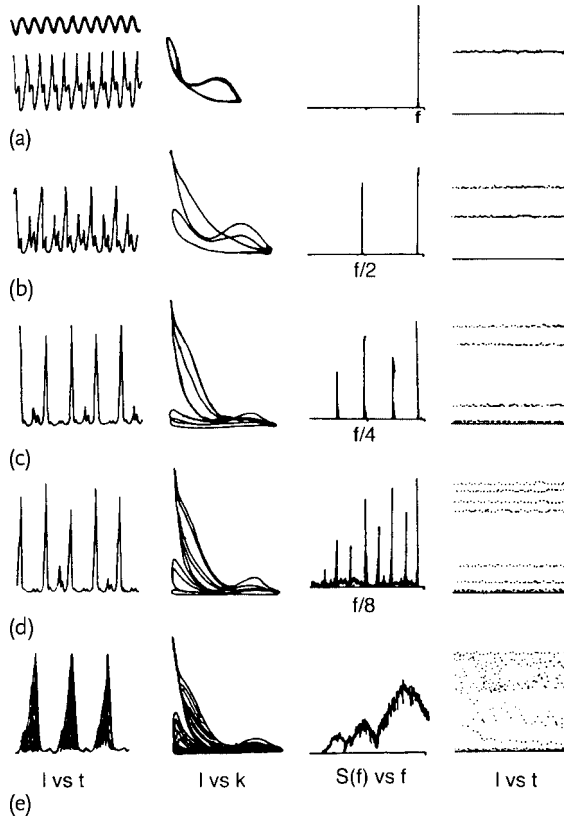 f
(a)
f/2
(b)
f/4
(c)
f/8
(d)
I vs t I vs k S(f) vs f I vs t
(e)